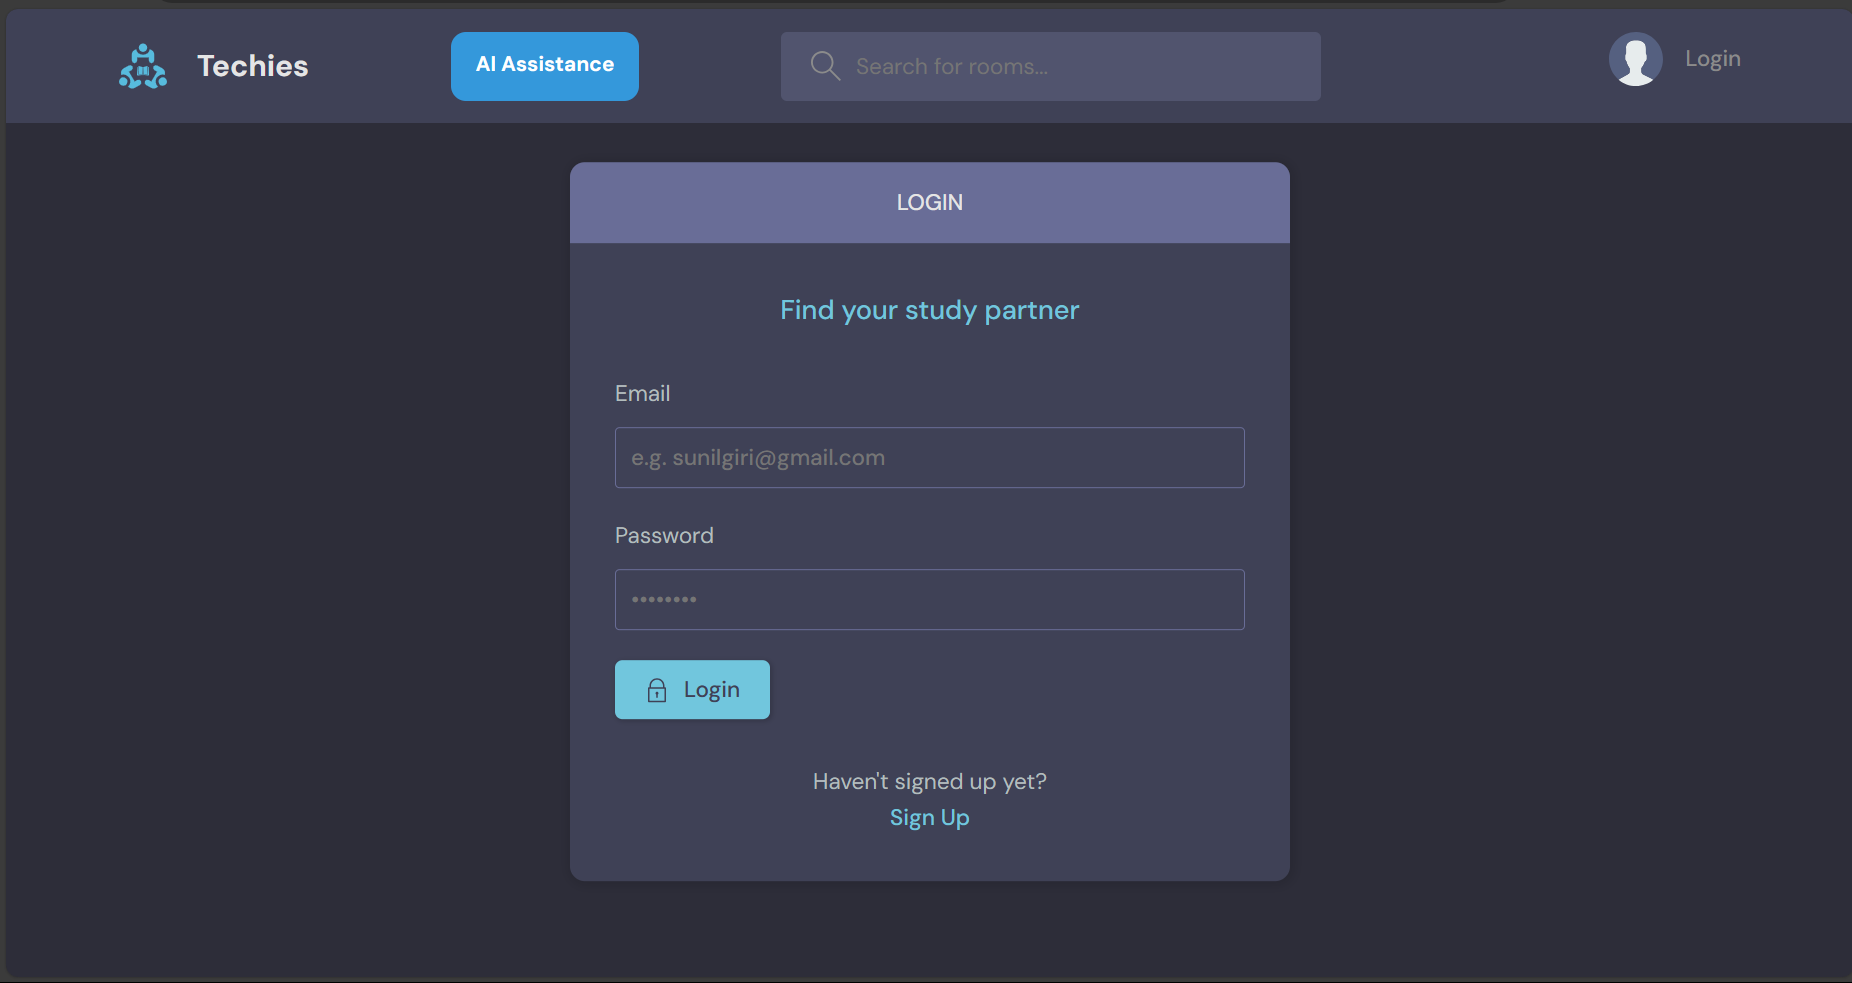 Techies
AI Assistance
Search for rooms...
Login
LOGIN
Find your study partner
Email
e.g. sunilgiri@gmail.com
Password
••••••••
Login
Haven't signed up yet?
Sign Up